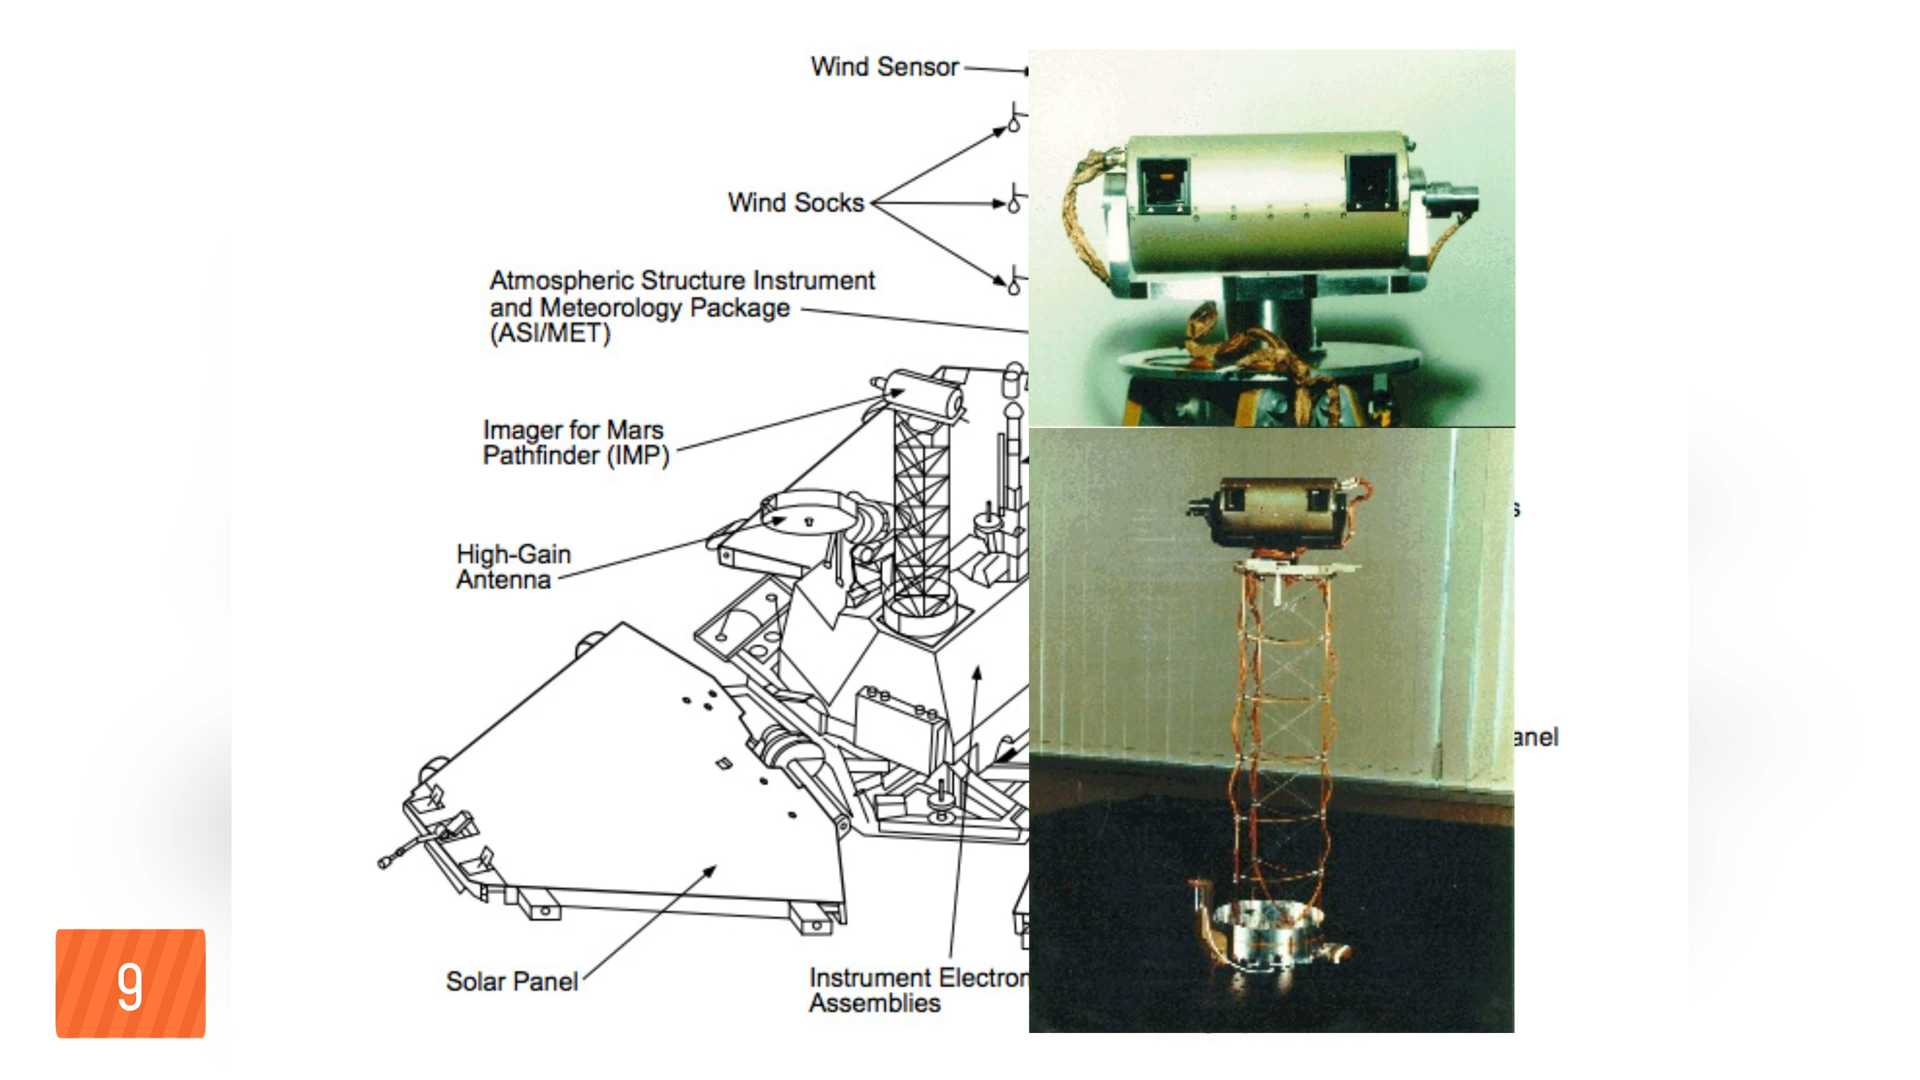 Wind Sensor
Wind Socks
Atmospheric Structure Instrument
and Meteorology Package
(ASI/MET)
Imager for Mars
Pathfinder (IMP)
High-Gain
Antenna
Solar Panel
Instrument Electron
Assemblies
s
anel
9